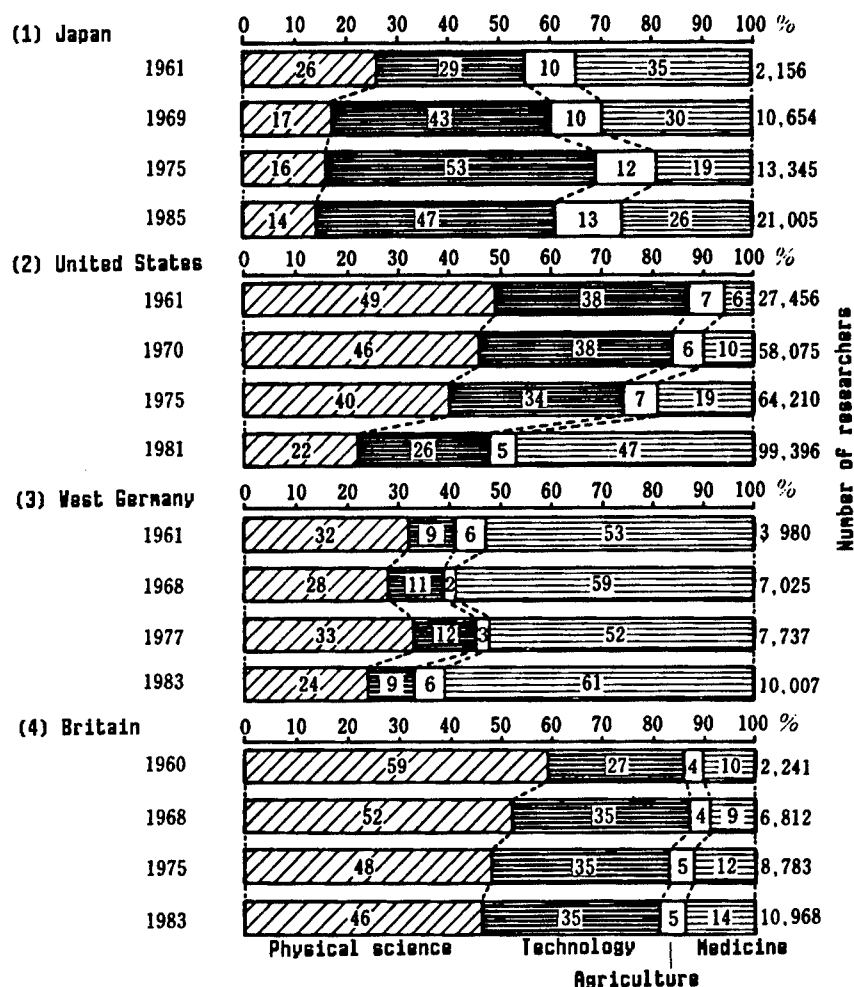 (1) Japan
0 10 20 30 40 50 60 70 80 90 100 %
1961 26 29 10 35 2,156
1969 17 43 10 30 10,654
1975 16 53 12 19 13,345
1985 14 47 13 26 21,005
(2) United States
0 10 20 30 40 50 60 70 80 90 100 %
1961 49 38 7 6 27,456
1970 46 38 6 10 58,075
1975 40 34 7 19 64,210
1981 22 26 5 47 99,396
(3) West Germany
0 10 20 30 40 50 60 70 80 90 100 %
1961 32 9 6 53 3 980
1968 28 11 2 59 7,025
1977 33 12 3 52 7,737
1983 24 9 6 61 10,007
(4) Britain
0 10 20 30 40 50 60 70 80 90 100 %
1960 59 27 4 10 2,241
1968 52 35 4 9 6,812
1975 48 35 5 12 8,783
1983 46 35 5 14 10,968
Physical science Technology Medicine
Agriculture
Number of researchers